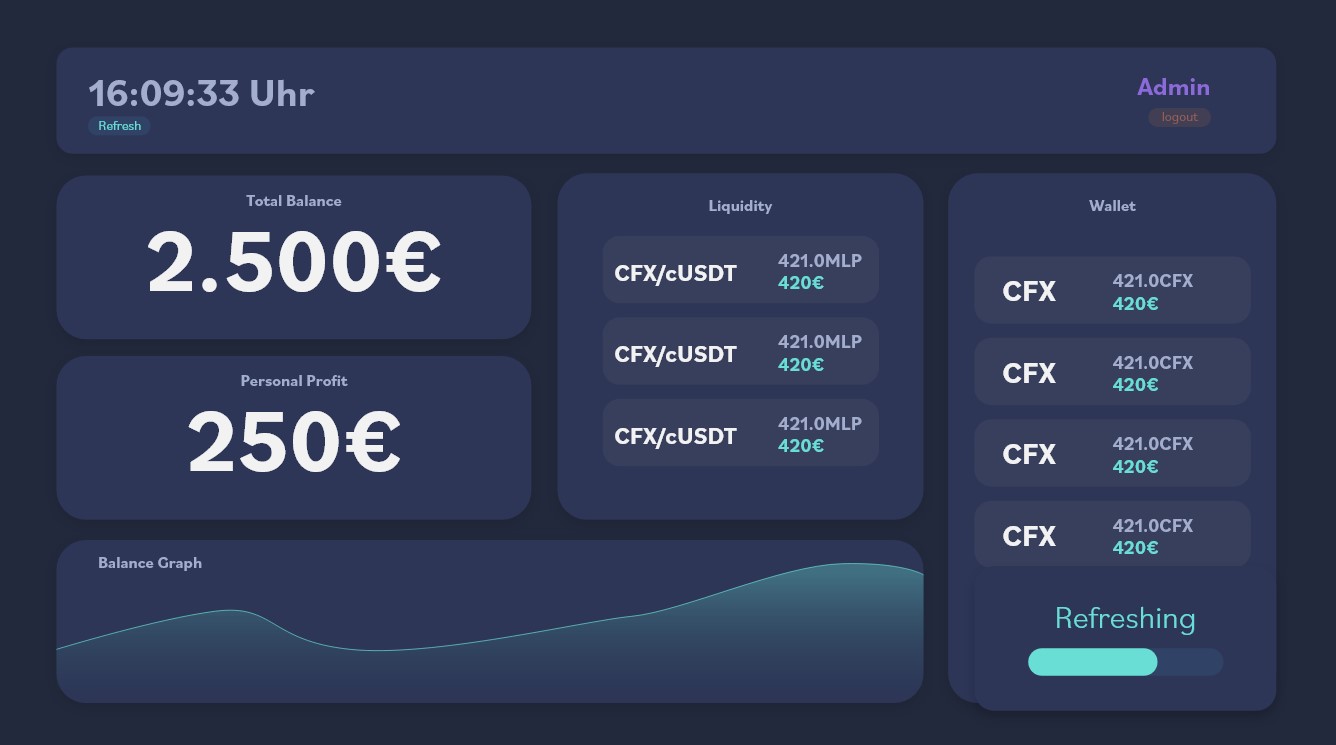 16:09:33 Uhr
Refresh
Admin
logout
Total Balance
2.500€
Personal Profit
250€
Liquidity
CFX/cUSDT
421.0MLP
420€
CFX/cUSDT
421.0MLP
420€
CFX/cUSDT
421.0MLP
420€
Wallet
CFX
421.0CFX
420€
CFX
421.0CFX
420€
CFX
421.0CFX
420€
CFX
421.0CFX
420€
Balance Graph
Refreshing